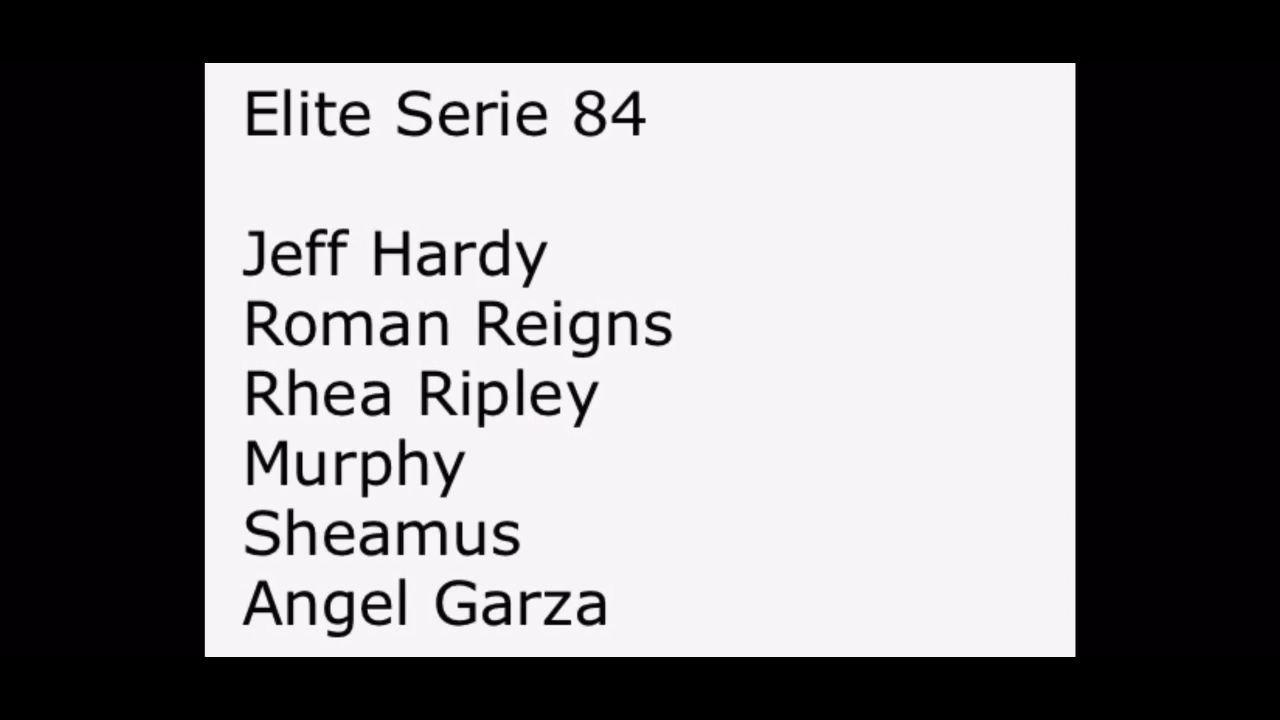 Elite Serie 84
Jeff Hardy
Roman Reigns
Rhea Ripley
Murphy
Sheamus
Angel Garza